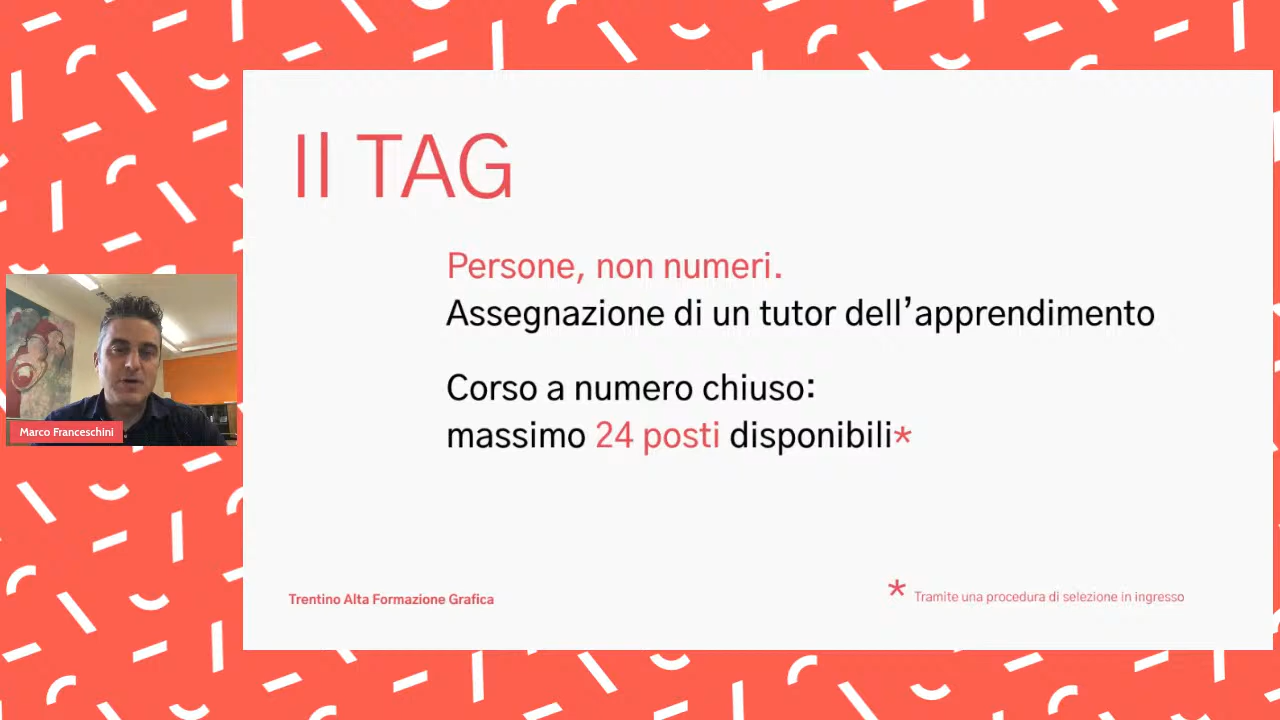 Il TAG
Persone, non numeri.
Assegnazione di un tutor dell’apprendimento
Corso a numero chiuso:
massimo 24 posti disponibili*
Marco Franceschini
Trentino Alta Formazione Grafica
* Tramite una procedura di selezione in ingresso